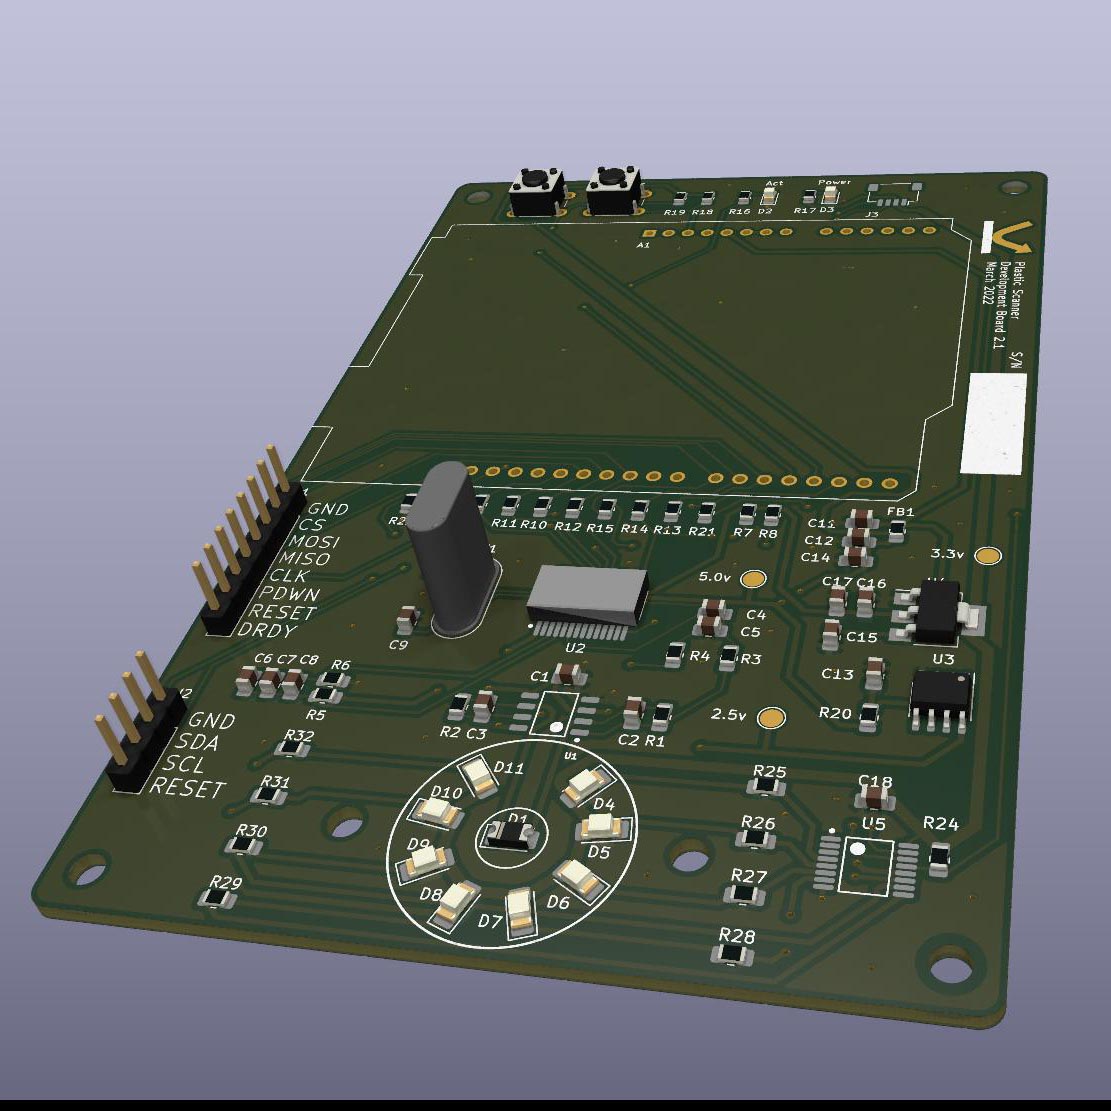 Act
Power
R19
R18
R16
D2
R17
D3
J3
A1
Plastic Scanner
Development Board 2.1
March 2022
S/N
GND
CS
MOSI
MISO
CLK
PDWN
RESET
DRDY
R11
R10
R12
R15
R14
R13
R21
R7
R8
C11
C12
C14
FB1
3.3v
5.0v
C17
C16
C4
C5
C15
U3
C9
U2
R4
R3
C13
C6
C7
C8
R6
R5
C1
R2
C3
C2
R1
U1
2.5v
R20
GND
SDA
SCL
RESET
R32
R31
R30
R29
D11
D10
D9
D8
D7
D6
D5
D4
D1
R25
R26
R27
R28
C18
U5
R24